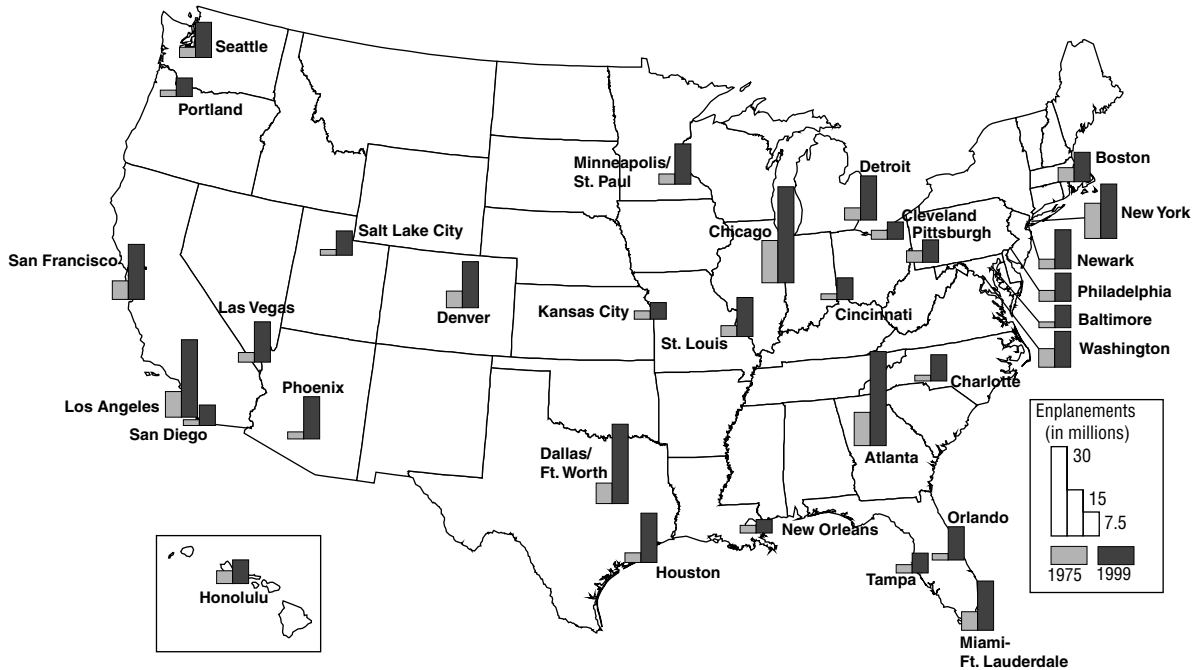 Seattle
Portland
Minneapolis/
St. Paul
Detroit
Boston
Cleveland
Pittsburgh
New York
Chicago
Salt Lake City
San Francisco
Newark
Philadelphia
Las Vegas
Denver
Kansas City
Cincinnati
Baltimore
St. Louis
Washington
Phoenix
Charlotte
Los Angeles
San Diego
Dallas/
Ft. Worth
Atlanta
Enplanements
(in millions)
30
15
7.5
1975
1999
New Orleans
Orlando
Houston
Tampa
Honolulu
Miami-
Ft. Lauderdale